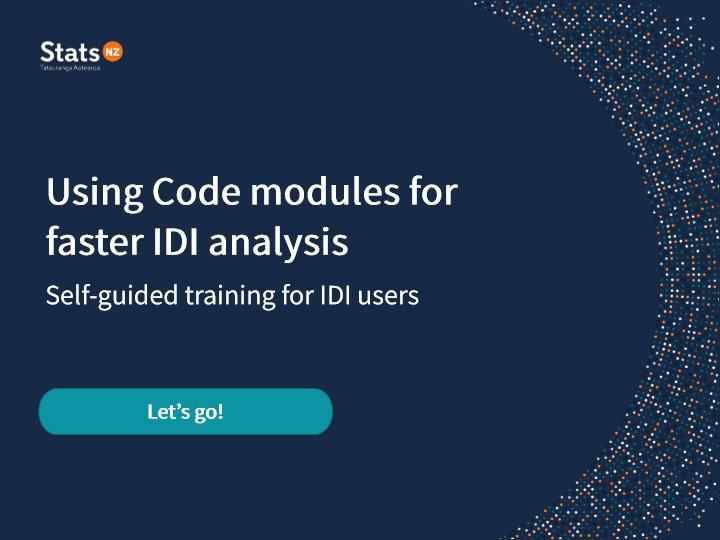 Stats NZ
Tatauranga Aotearoa
Using Code modules for
faster IDI analysis
Self-guided training for IDI users
Let's go!